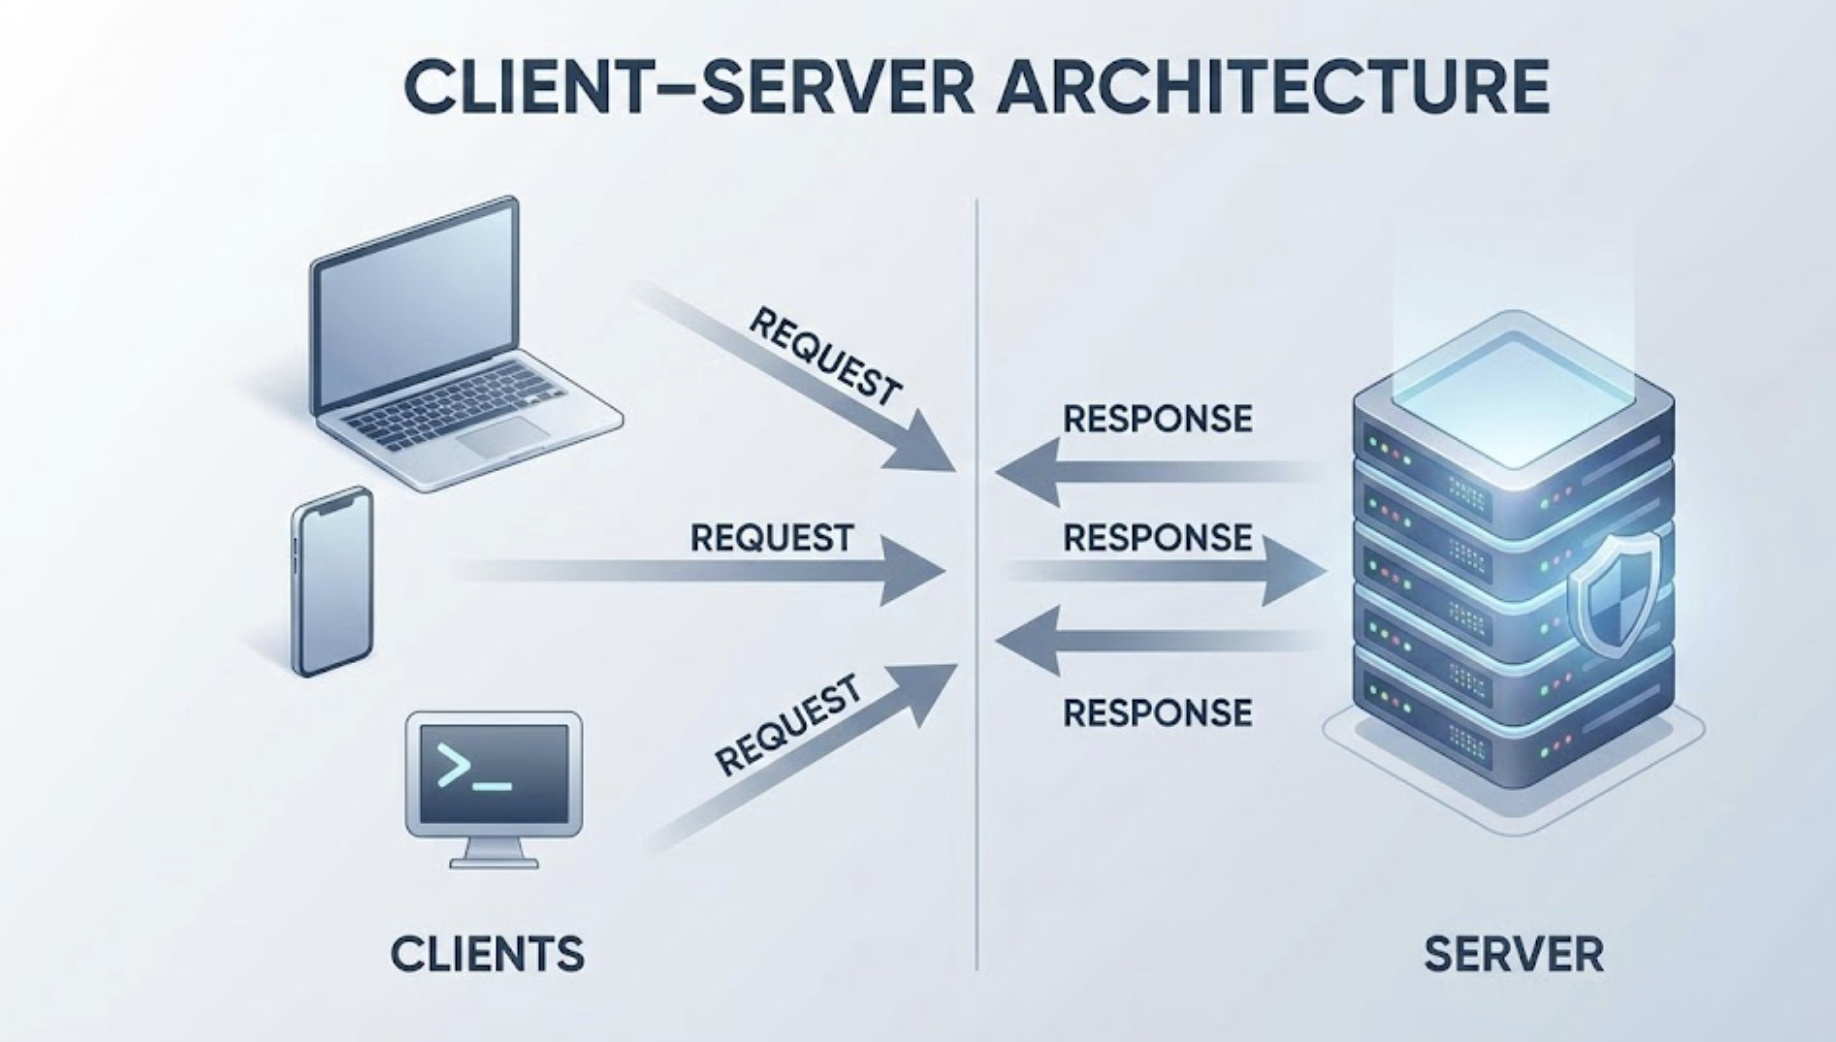 CLIENT–SERVER ARCHITECTURE
REQUEST
RESPONSE
REQUEST
RESPONSE
REQUEST
RESPONSE
>_
CLIENTS
SERVER